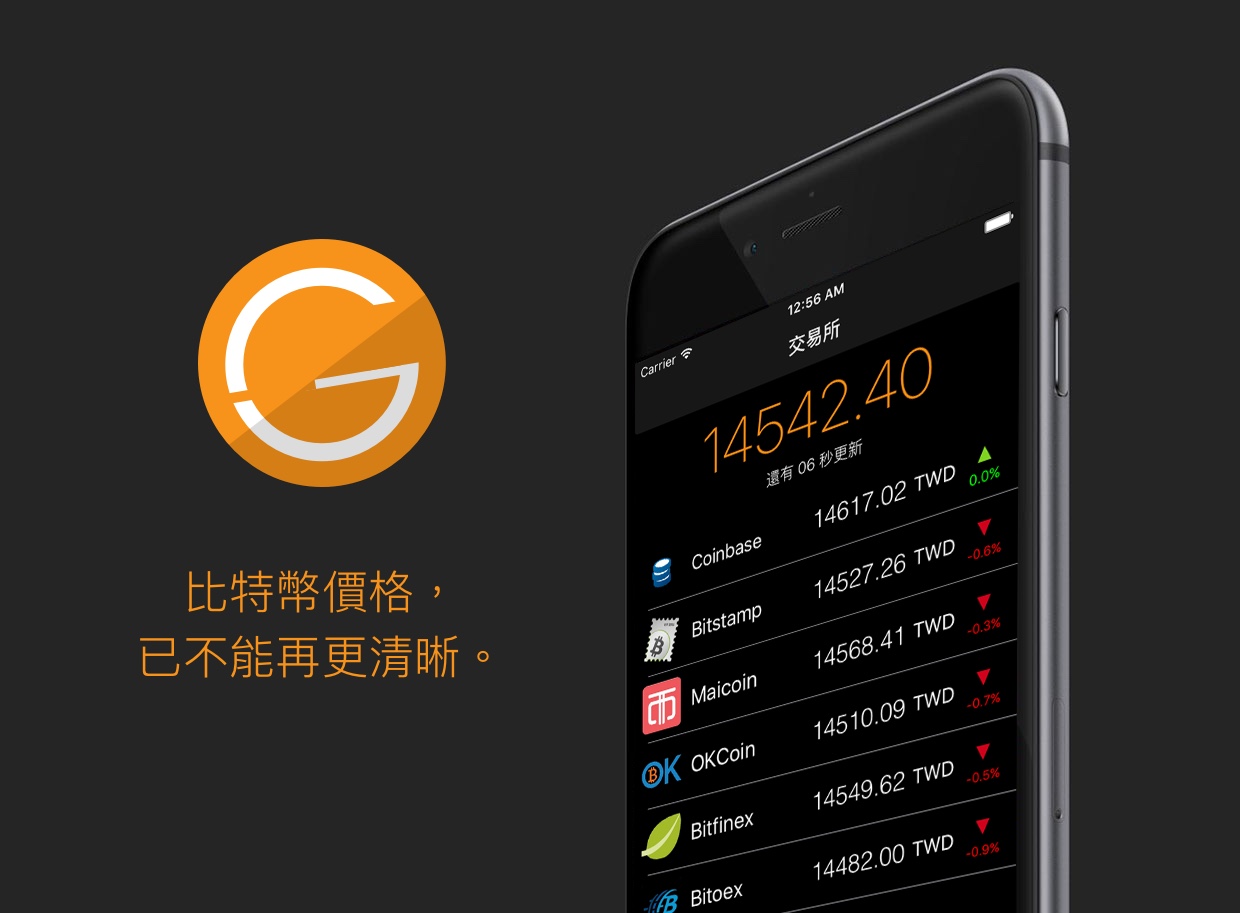 比特幣價格，
已不能再更清晰。
Carrier
12:56 AM
交易所
14542.40
還有 06 秒更新
Coinbase 14617.02 TWD 0.0%
Bitstamp 14527.26 TWD -0.6%
Maicoin 14568.41 TWD -0.3%
OKCoin 14510.09 TWD -0.7%
Bitfinex 14549.62 TWD -0.5%
Bitoex 14482.00 TWD -0.9%